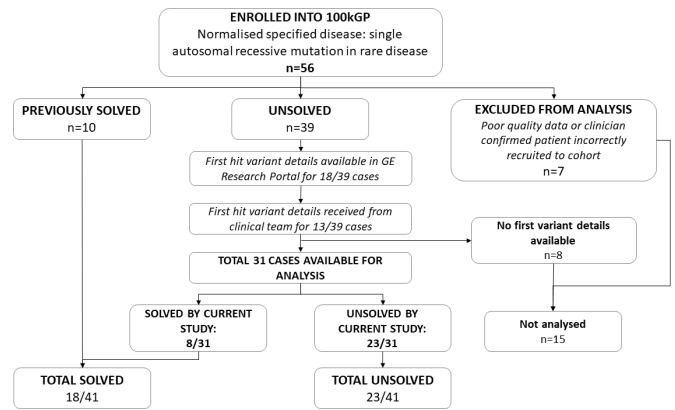 ENROLLED INTO 100kGP
Normalised specified disease: single
autosomal recessive mutation in rare disease
n=56
PREVIOUSLY SOLVED
n=10
UNSOLVED
n=39
EXCLUDED FROM ANALYSIS
Poor quality data or clinician
confirmed patient incorrectly
recruited to cohort
n=7
First hit variant details available in GE
Research Portal for 18/39 cases
First hit variant details received from
clinical team for 13/39 cases
No first variant details
available
n=8
TOTAL 31 CASES AVAILABLE FOR
ANALYSIS
SOLVED BY CURRENT
STUDY:
8/31
UNSOLVED BY
CURRENT STUDY:
23/31
Not analysed
n=15
TOTAL SOLVED
18/41
TOTAL UNSOLVED
23/41